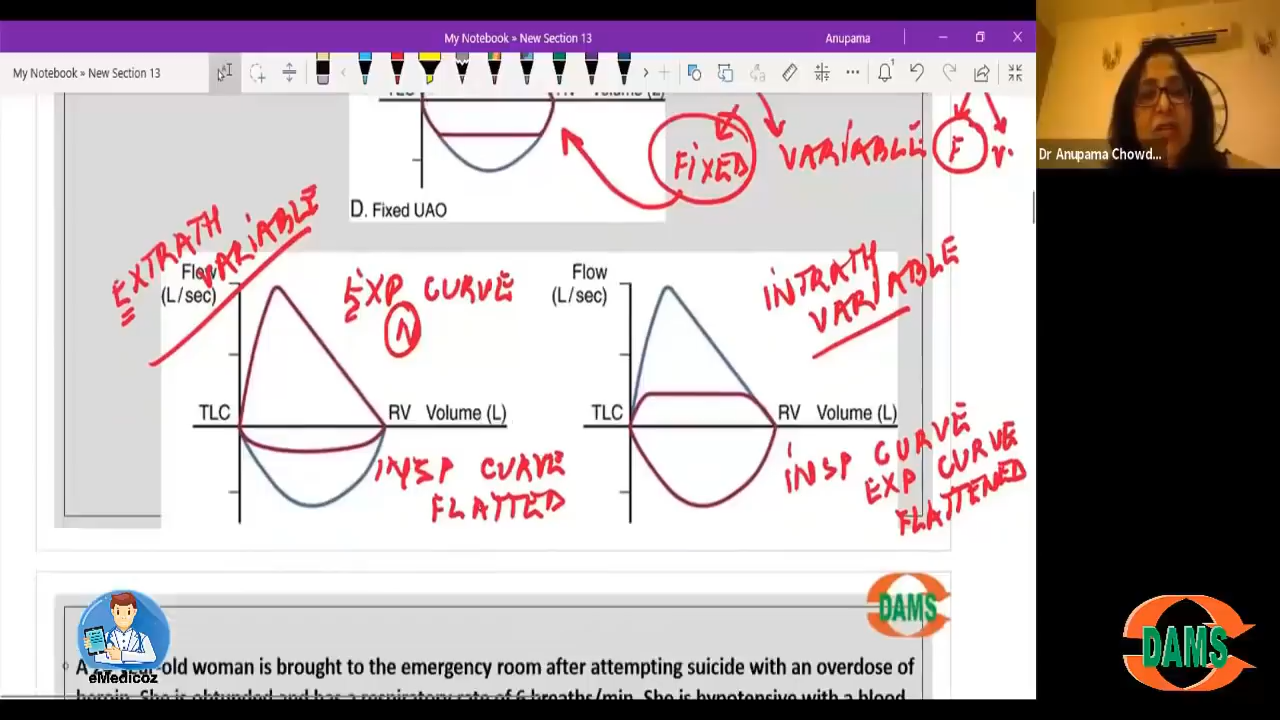 My Notebook » New Section 13
Anupama
My Notebook » New Section 13
Dr Anupama Chowd...
TLC
RV Volume (L)
FIXED
VARIABLE
F
V.
D. Fixed UAO
EXTRATH
VARIABLE
Flow
(L/sec)
EXP CURVE
N
TLC
RV Volume (L)
INSP CURVE
FLATTED
Flow
(L/sec)
INTRATH
VARIABLE
TLC
RV Volume (L)
INSP CURVE
EXP CURVE
FLATTENED
DAMS
eMedicoz
DAMS
-old woman is brought to the emergency room after attempting suicide with an overdose of
heroin. She is obtunded and has a respiratory rate of 6 breaths/min. She is hypotensive with a blood